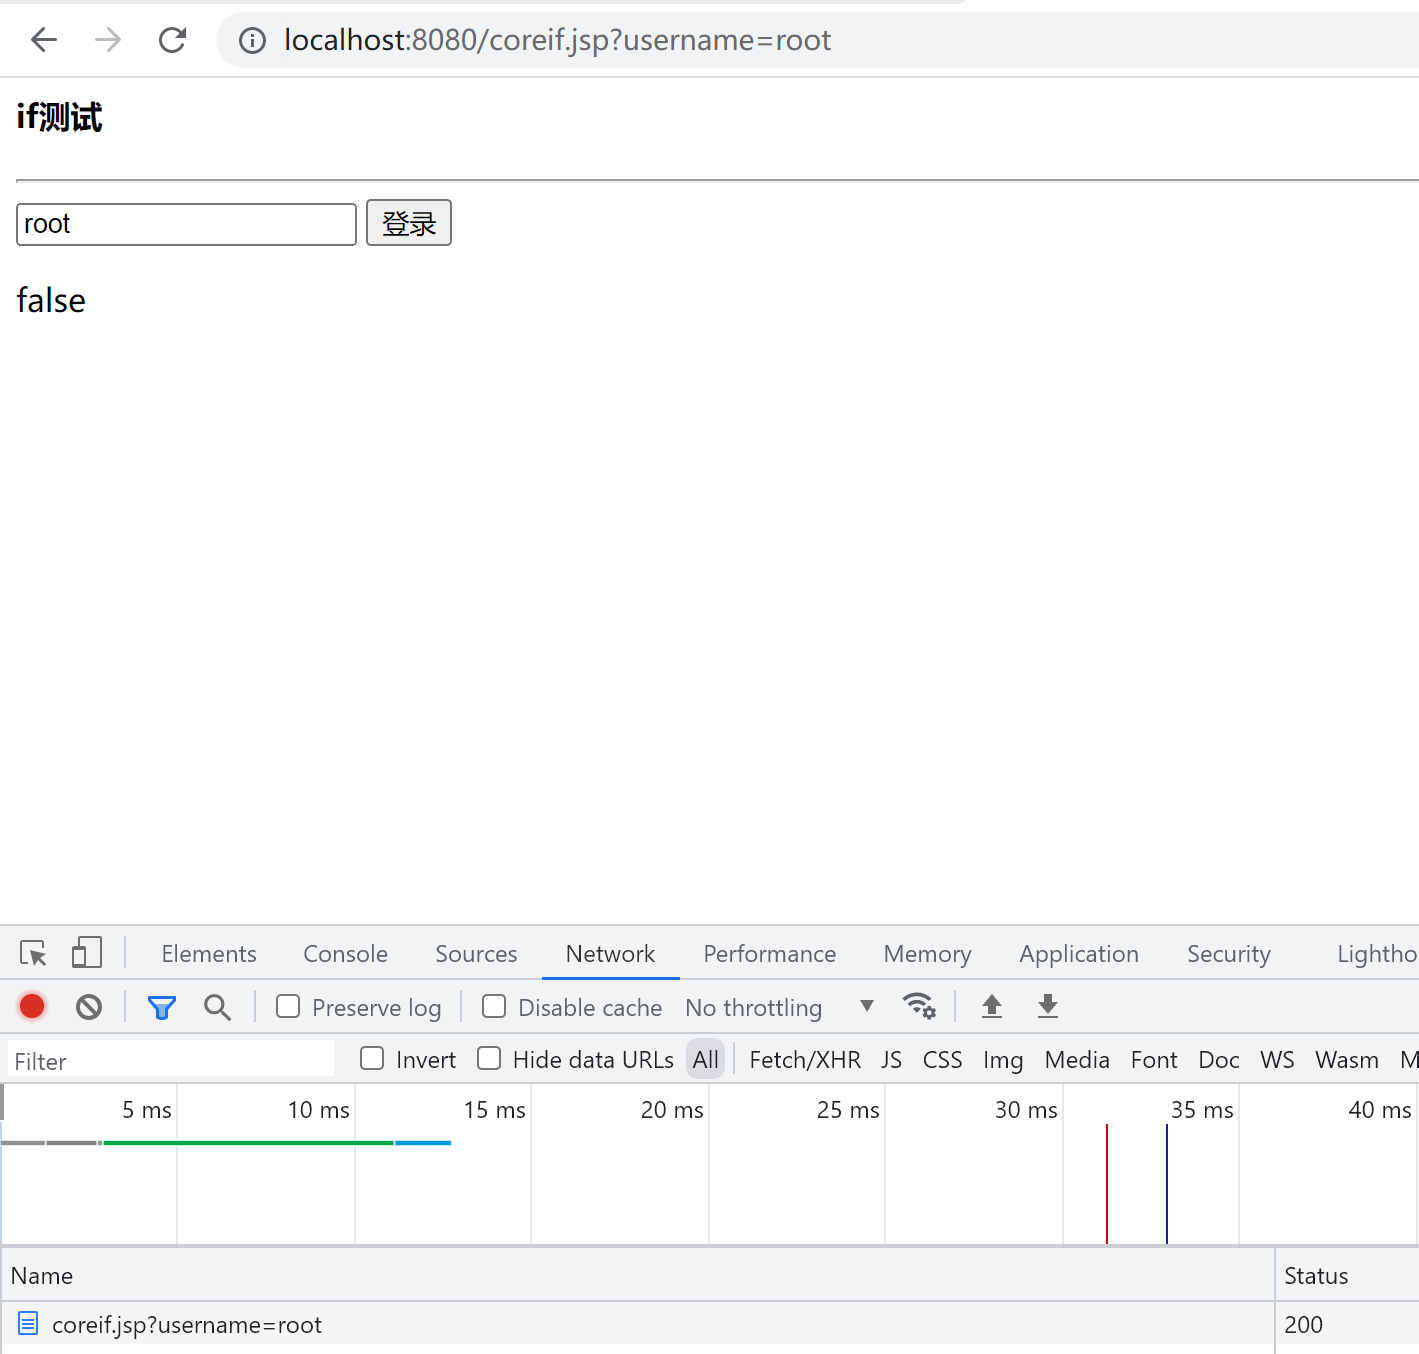 localhost:8080/coreif.jsp?username=root
if测试
root 登录
false
Elements Console Sources Network Performance Memory Application Security Lightho
Preserve log Disable cache No throttling
Filter Invert Hide data URLs All Fetch/XHR JS CSS Img Media Font Doc WS Wasm M
5 ms 10 ms 15 ms 20 ms 25 ms 30 ms 35 ms 40 ms
Name Status
coreif.jsp?username=root 200